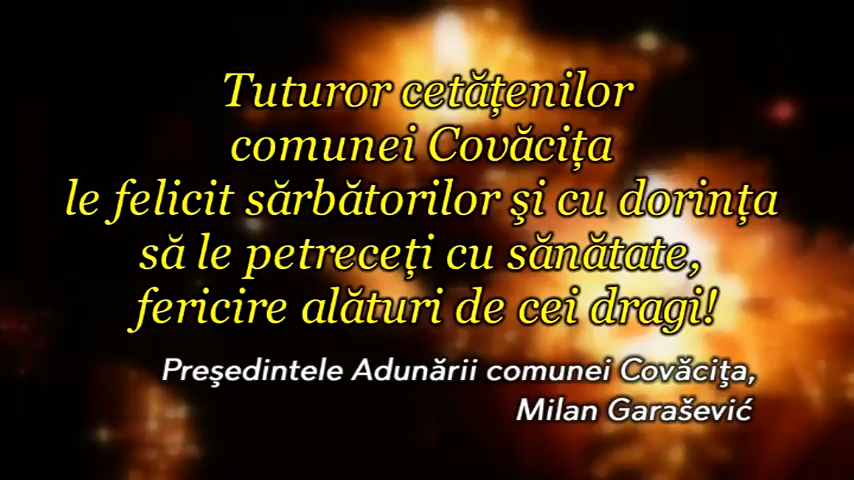 Tuturor cetățenilor
comunei Covăcița
le felicit sărbătorilor şi cu dorința
să le petreceți cu sănătate,
fericire alături de cei dragi!
Preşedintele Adunării comunei Covăciţa,
Milan Garašević